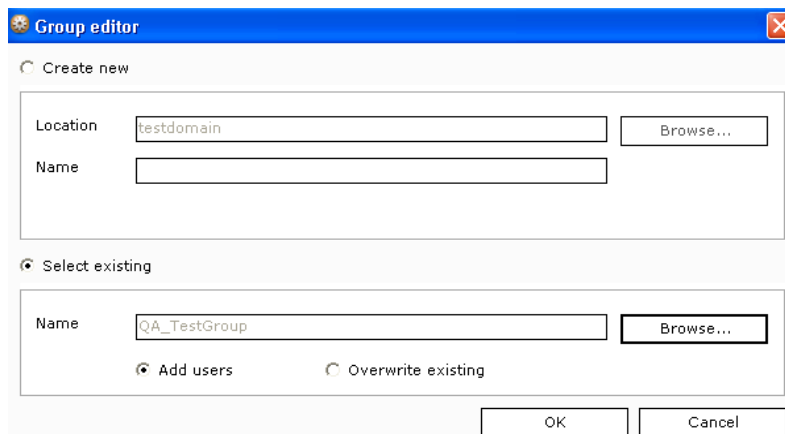 Group editor
Create new
Location testdomain Browse...
Name
Select existing
Name QA_TestGroup Browse...
Add users Overwrite existing
OK Cancel